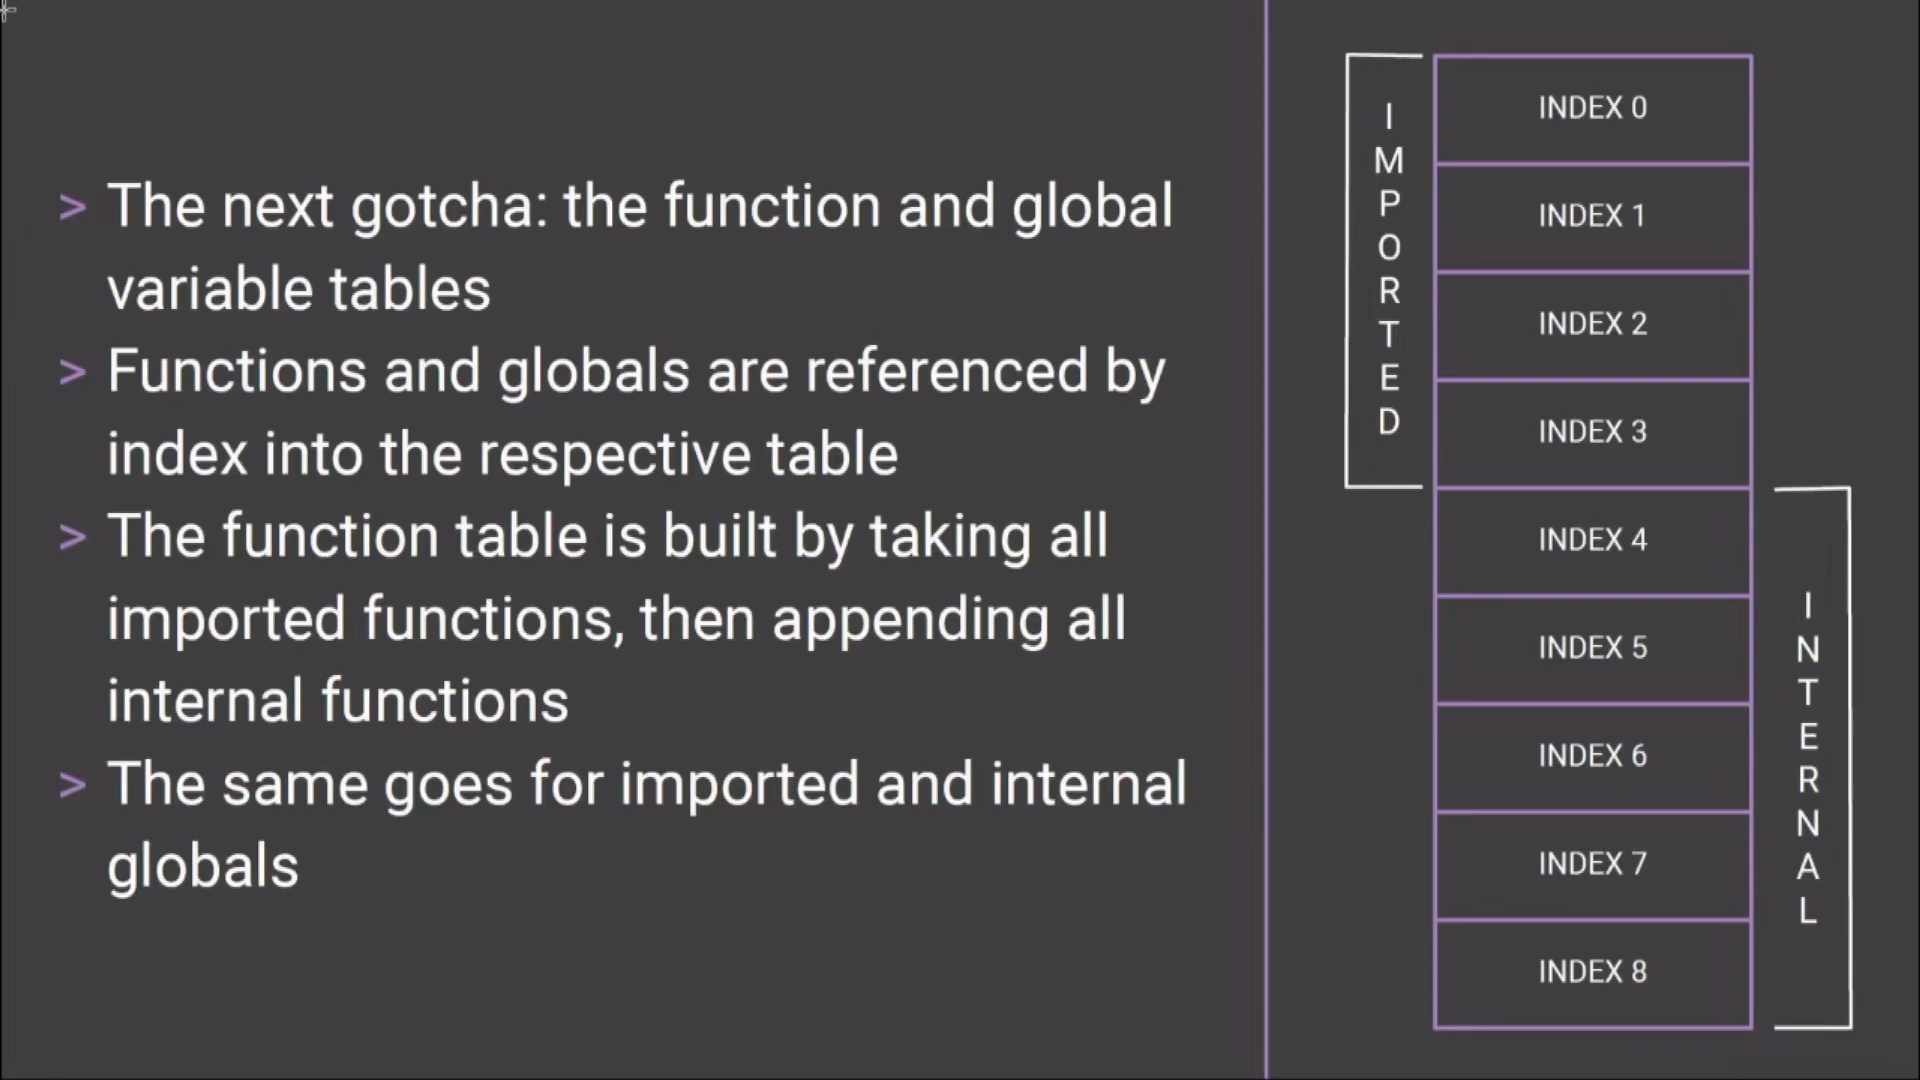 > The next gotcha: the function and global
variable tables
> Functions and globals are referenced by
index into the respective table
> The function table is built by taking all
imported functions, then appending all
internal functions
> The same goes for imported and internal
globals
IMPORTED
INDEX 0
INDEX 1
INDEX 2
INDEX 3
INDEX 4
INDEX 5
INDEX 6
INDEX 7
INDEX 8
INTERNAL